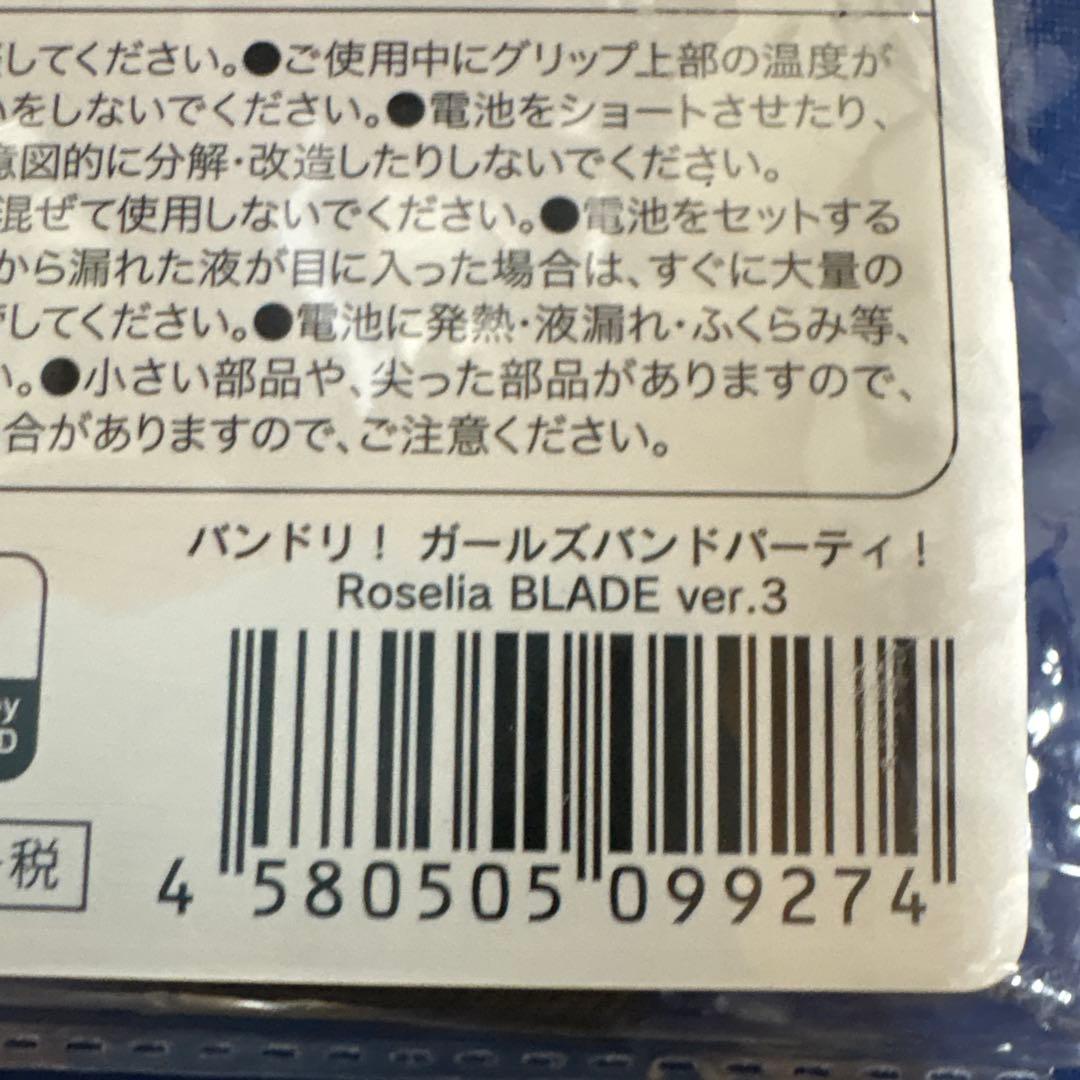 してください。●ご使用中にグリップ上部の温度が
いをしないでください。●電池をショートさせたり、
意図的に分解・改造したりしないでください。
混ぜて使用しないでください。●電池をセットする
から漏れた液が目に入った場合は、すぐに大量の
してください。●電池に発熱・液漏れ・ふくらみ等、
い。●小さい部品や、尖った部品がありますので、
合がありますので、ご注意ください。
バンドリ！ ガールズバンドパーティ！
Roselia BLADE ver.3
y
D
税
4 580505 099274